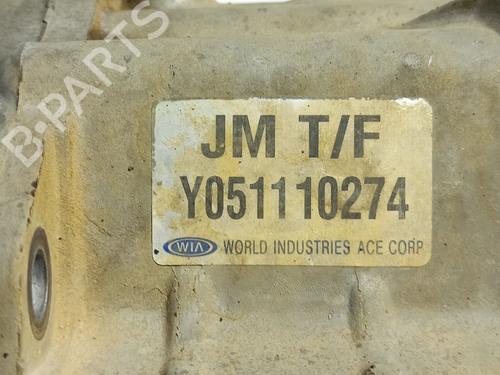 B-PARTS
JM T/F
Y051110274
WIA WORLD INDUSTRIES ACE CORP